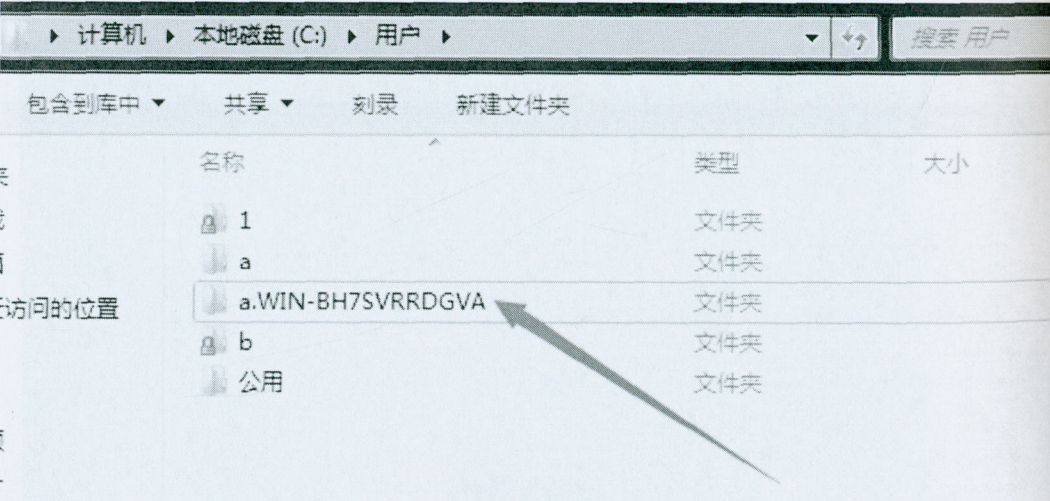 计算机 本地磁盘 (C:) 用户 搜索 用户
包含到库中 共享 刻录 新建文件夹
名称 类型 大小
1 文件夹
a 文件夹
a.WIN-BH7SVRRDGVA 文件夹
访问的位置
b 文件夹
公用 文件夹